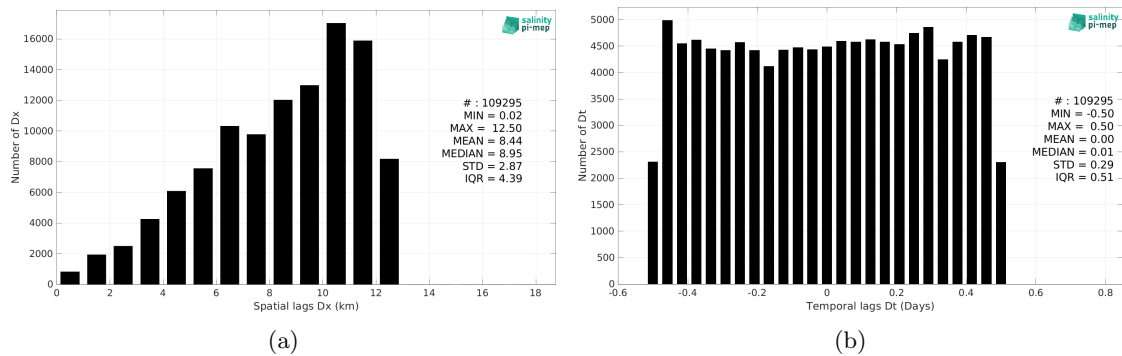 salinity
pi-mep
16000
14000
12000
10000
8000
6000
4000
2000
0
Number of Dx
# : 109295
MIN = 0.02
MAX = 12.50
MEAN = 8.44
MEDIAN = 8.95
STD = 2.87
IQR = 4.39
0 2 4 6 8 10 12 14 16 18
Spatial lags Dx (km)
(a)
salinity
pi-mep
5000
4500
4000
3500
3000
2500
2000
1500
1000
500
0
Number of Dt
# : 109295
MIN = -0.50
MAX = 0.50
MEAN = 0.00
MEDIAN = 0.01
STD = 0.29
IQR = 0.51
-0.6 -0.4 -0.2 0 0.2 0.4 0.6 0.8
Temporal lags Dt (Days)
(b)